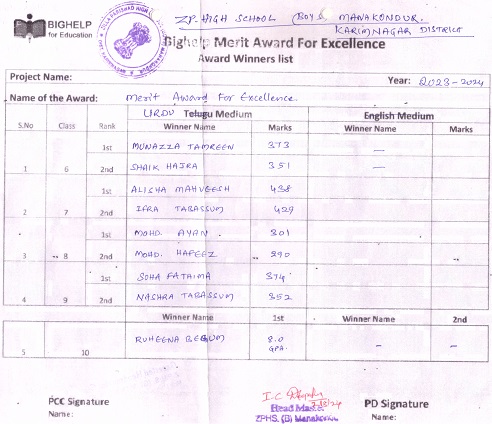 BIGHELP
for Education
ZP. HIGH SCHOOL (BOYS, MANAKONDUR.
KARIMNAGAR DISTRICT
Bighelp Merit Award For Excellence
Award Winners list
Project Name:
Year: 2023-2024
Name of the Award: Merit Award For Excellence.
URDU Telugu Medium English Medium
S.No Class Rank Winner Name Marks Winner Name Marks
1st MUNAZZA TAMREEN 373 —
1 6 2nd SHAIK HAJRA 351 —
1st ALISHA MAHVEESH 438
2 7 2nd IFRA TABASSUM 429
1st MOHD. AYAN 301
3 8 2nd MOHD. HAFEEZ 290
1st SOHA FATHIMA 374
4 9 2nd NASHRA TABASSUM 352
Winner Name 1st Winner Name 2nd
5 10 RUHEENA BEGUM 8.0 GPA. – –
PCC Signature
Name:
Head Master
ZPHS. (B) Manakondur
PD Signature
Name: